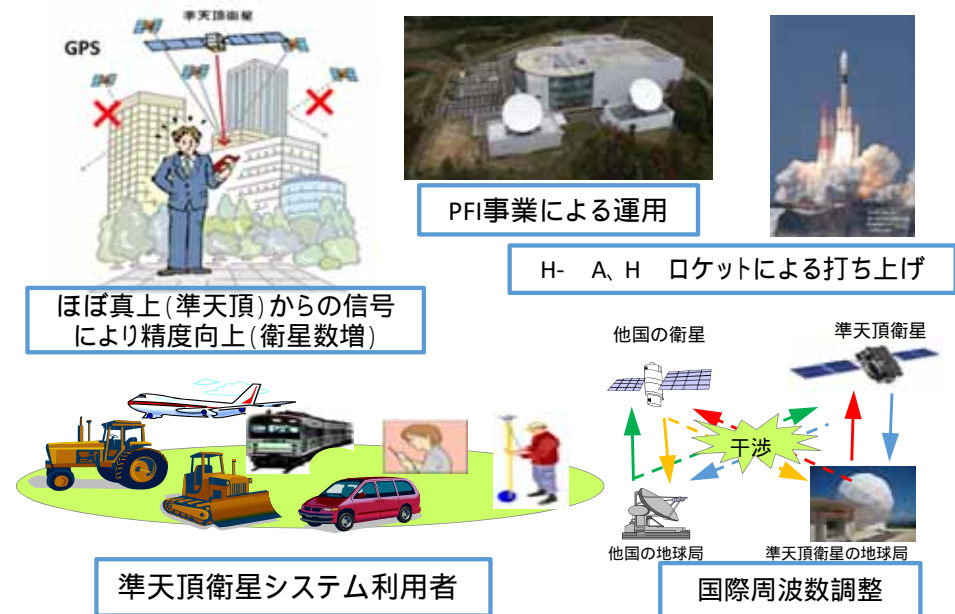 準天頂衛星
GPS
PFI事業による運用
H- A、H ロケットによる打ち上げ
ほぼ真上(準天頂)からの信号
により精度向上(衛星数増)
他国の衛星
準天頂衛星
干渉
他国の地球局
準天頂衛星の地球局
準天頂衛星システム利用者
国際周波数調整